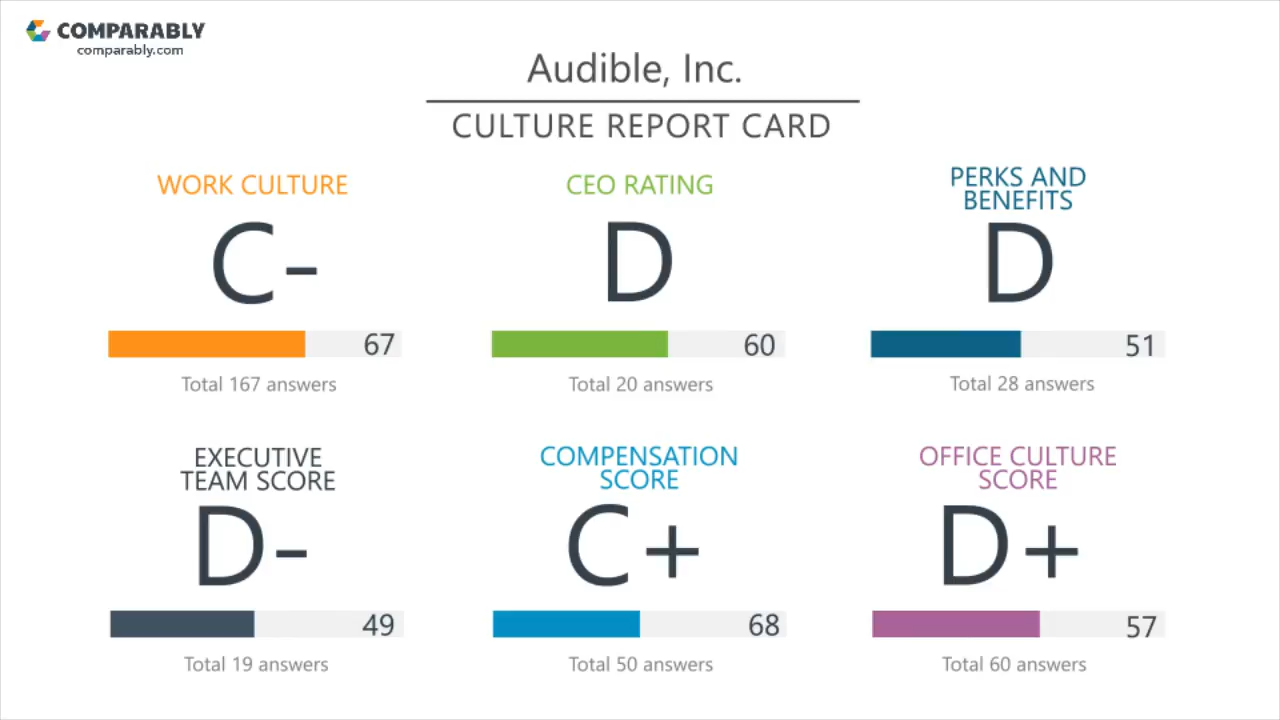 COMPARABLY
comparably.com
Audible, Inc.
CULTURE REPORT CARD
WORK CULTURE
C-
67
Total 167 answers
CEO RATING
D
60
Total 20 answers
PERKS AND
BENEFITS
D
51
Total 28 answers
EXECUTIVE
TEAM SCORE
D-
49
Total 19 answers
COMPENSATION
SCORE
C+
68
Total 50 answers
OFFICE CULTURE
SCORE
D+
57
Total 60 answers